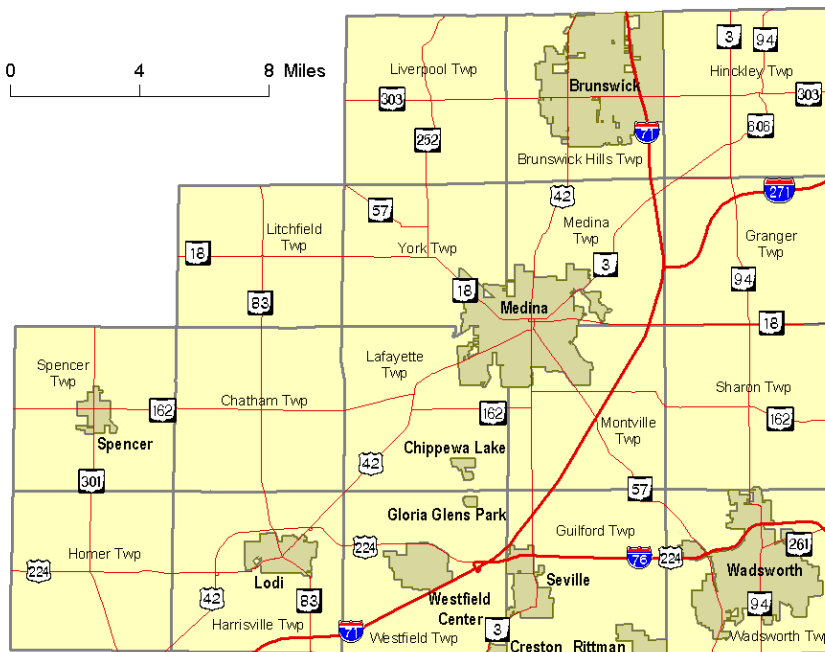 3
94
0 4 8 Miles
Liverpool Twp
Hinckley Twp
Brunswick
303
303
606
71
252
Brunswick Hills Twp
42
271
57
Medina
Twp
Litchfield
Twp
Granger
Twp
York Twp
18
3
94
18
83
Medina
18
Lafayette
Twp
Spencer
Twp
Sharon Twp
Chatham Twp
162
162
162
Montville
Twp
Spencer
Chippewa Lake
42
301
57
Gloria Glens Park
Guilford Twp
261
224
Homer Twp
76
224
224
Lodi
Seville
Wadsworth
Westfield
Center
42
83
94
Harrisville Twp
71
Westfield Twp
3
Wadsworth Twp
Creston
Rittman